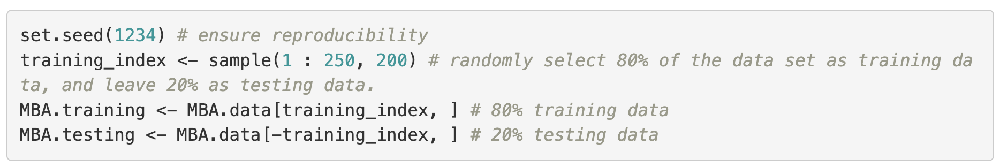 set.seed(1234) # ensure reproducibility
training_index <- sample(1 : 250, 200) # randomly select 80% of the data set as training da
ta, and leave 20% as testing data.
MBA.training <- MBA.data[training_index, ] # 80% training data
MBA.testing <- MBA.data[-training_index, ] # 20% testing data